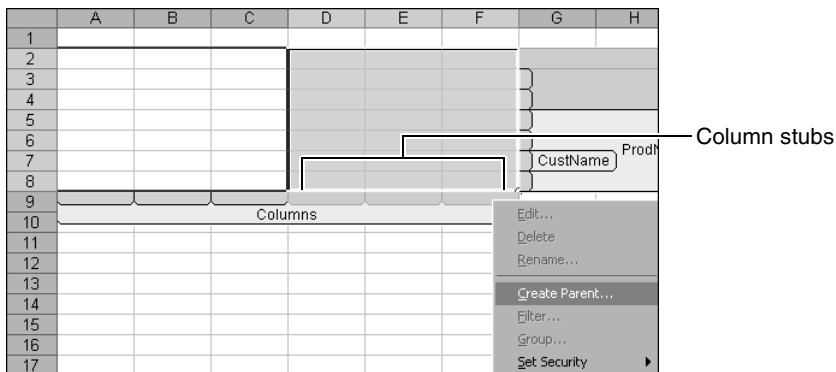 A B C D E F G H
1
2
3
4
5
6
7
8
9
10
11
12
13
14
15
16
17
Column stubs
CustName
Columns
Edit...
Delete
Rename...
Create Parent...
Filter...
Group...
Set Security